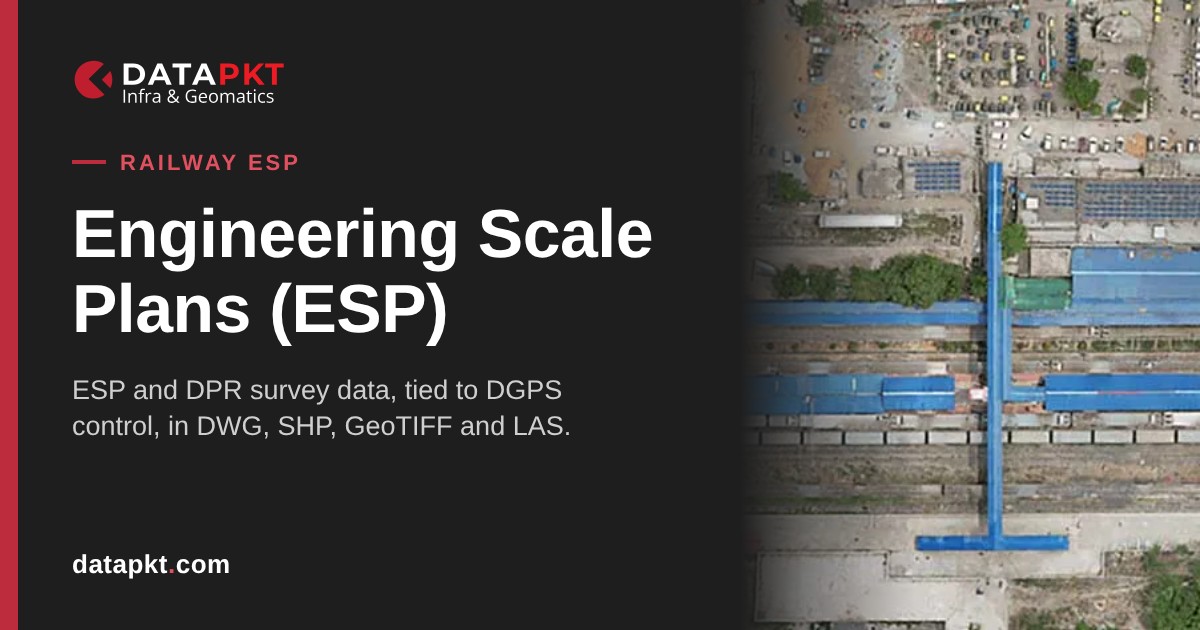 DATAPKT
Infra & Geomatics
RAILWAY ESP
Engineering Scale
Plans (ESP)
ESP and DPR survey data, tied to DGPS
control, in DWG, SHP, GeoTIFF and LAS.
datapkt.com